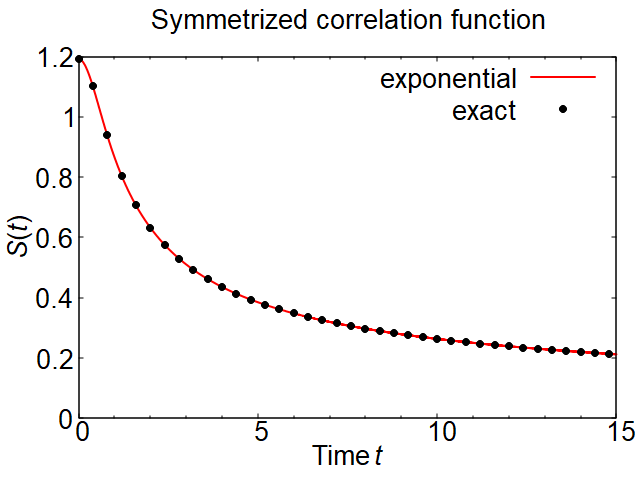 Symmetrized correlation function
exponential
exact
1.2
1
0.8
0.6
0.4
0.2
0
S(t)
0 5 10 15
Time t